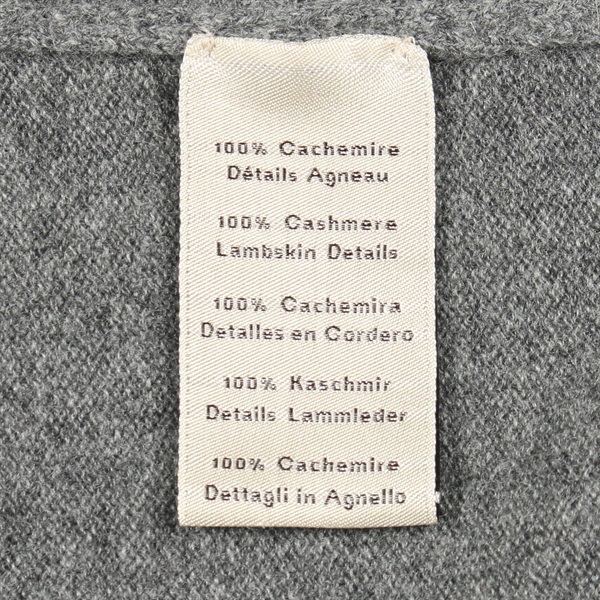 100% Cachemire
Détails Agneau
100% Cashmere
Lambskin Details
100% Cachemira
Detalles en Cordero
100% Kaschmir
Details Lammleder
100% Cachemire
Dettagli in Agnello